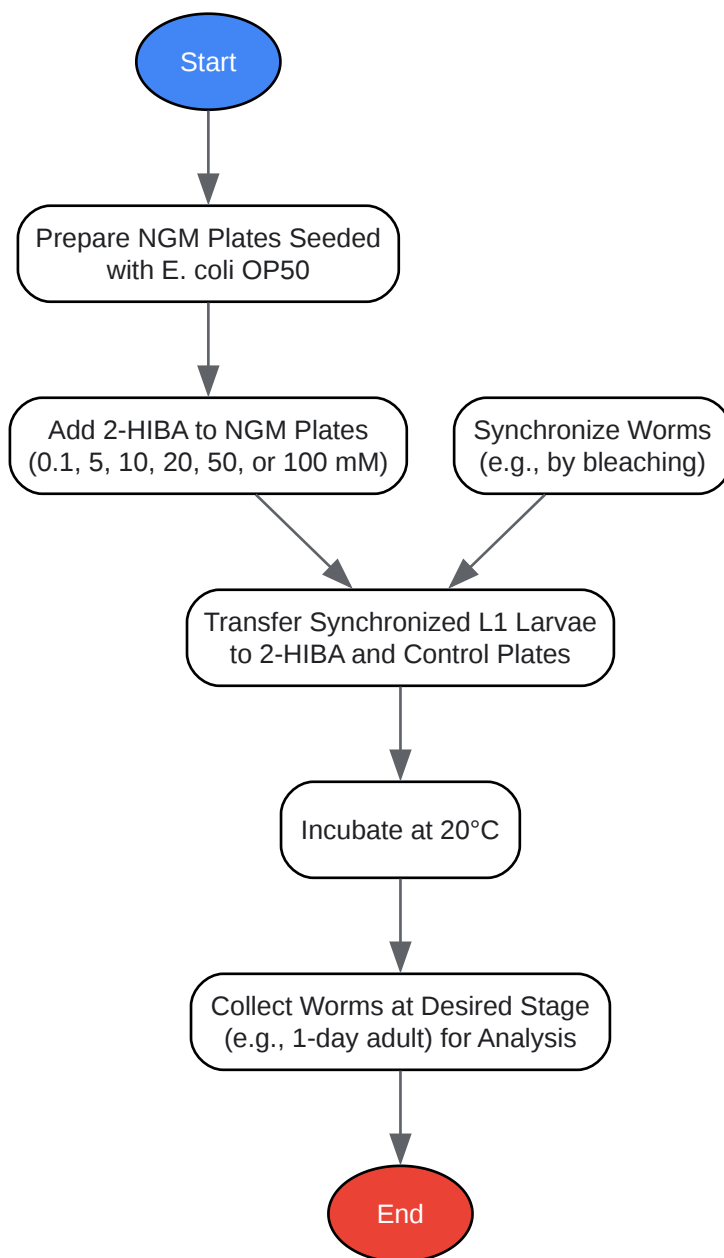 Start
Prepare NGM Plates Seeded
with E. coli OP50
Add 2-HIBA to NGM Plates
(0.1, 5, 10, 20, 50, or 100 mM)
Synchronize Worms
(e.g., by bleaching)
Transfer Synchronized L1 Larvae
to 2-HIBA and Control Plates
Incubate at 20°C
Collect Worms at Desired Stage
(e.g., 1-day adult) for Analysis
End